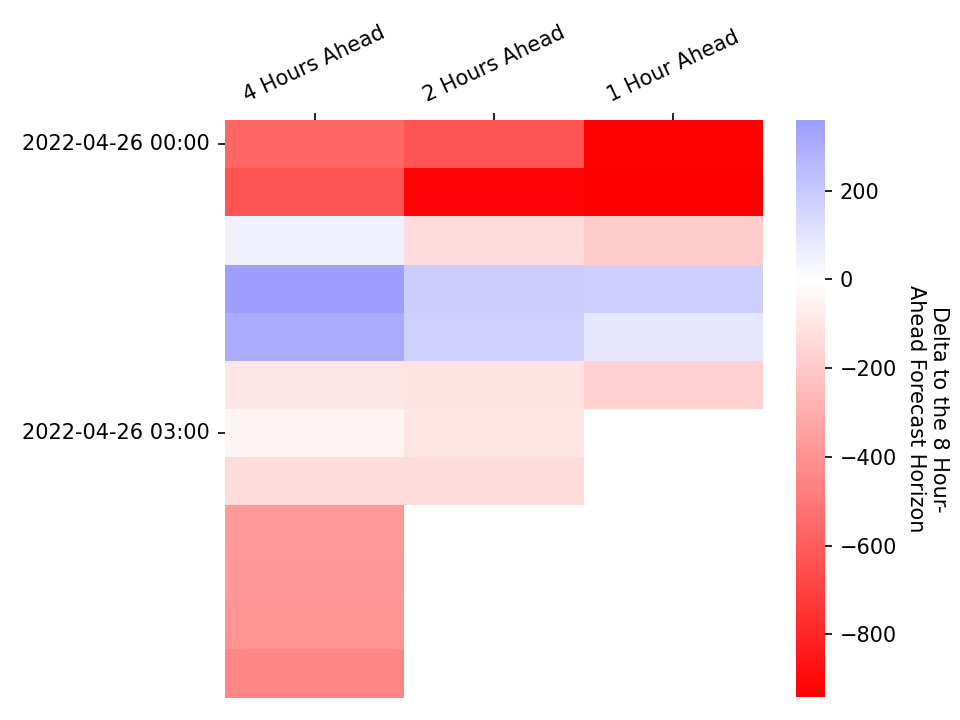 4 Hours Ahead
2 Hours Ahead
1 Hour Ahead
2022-04-26 00:00
2022-04-26 03:00
200
0
−200
−400
−600
−800
Delta to the 8 Hour-
Ahead Forecast Horizon